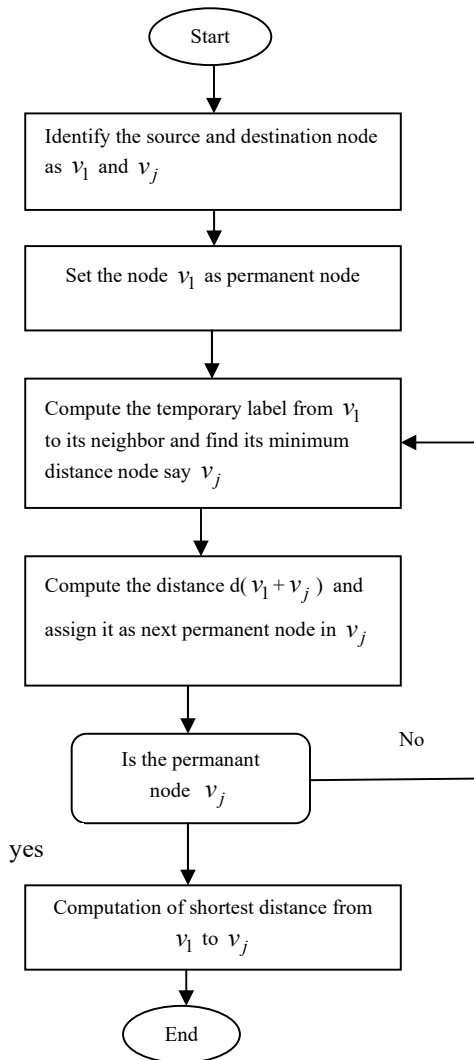 Start
Identify the source and destination node
as v₁ and vⱼ
Set the node v₁ as permanent node
Compute the temporary label from v₁
to its neighbor and find its minimum
distance node say vⱼ
Compute the distance d( v₁ + vⱼ ) and
assign it as next permanent node in vⱼ
No
Is the permanant
node vⱼ
yes
Computation of shortest distance from
v₁ to vⱼ
End